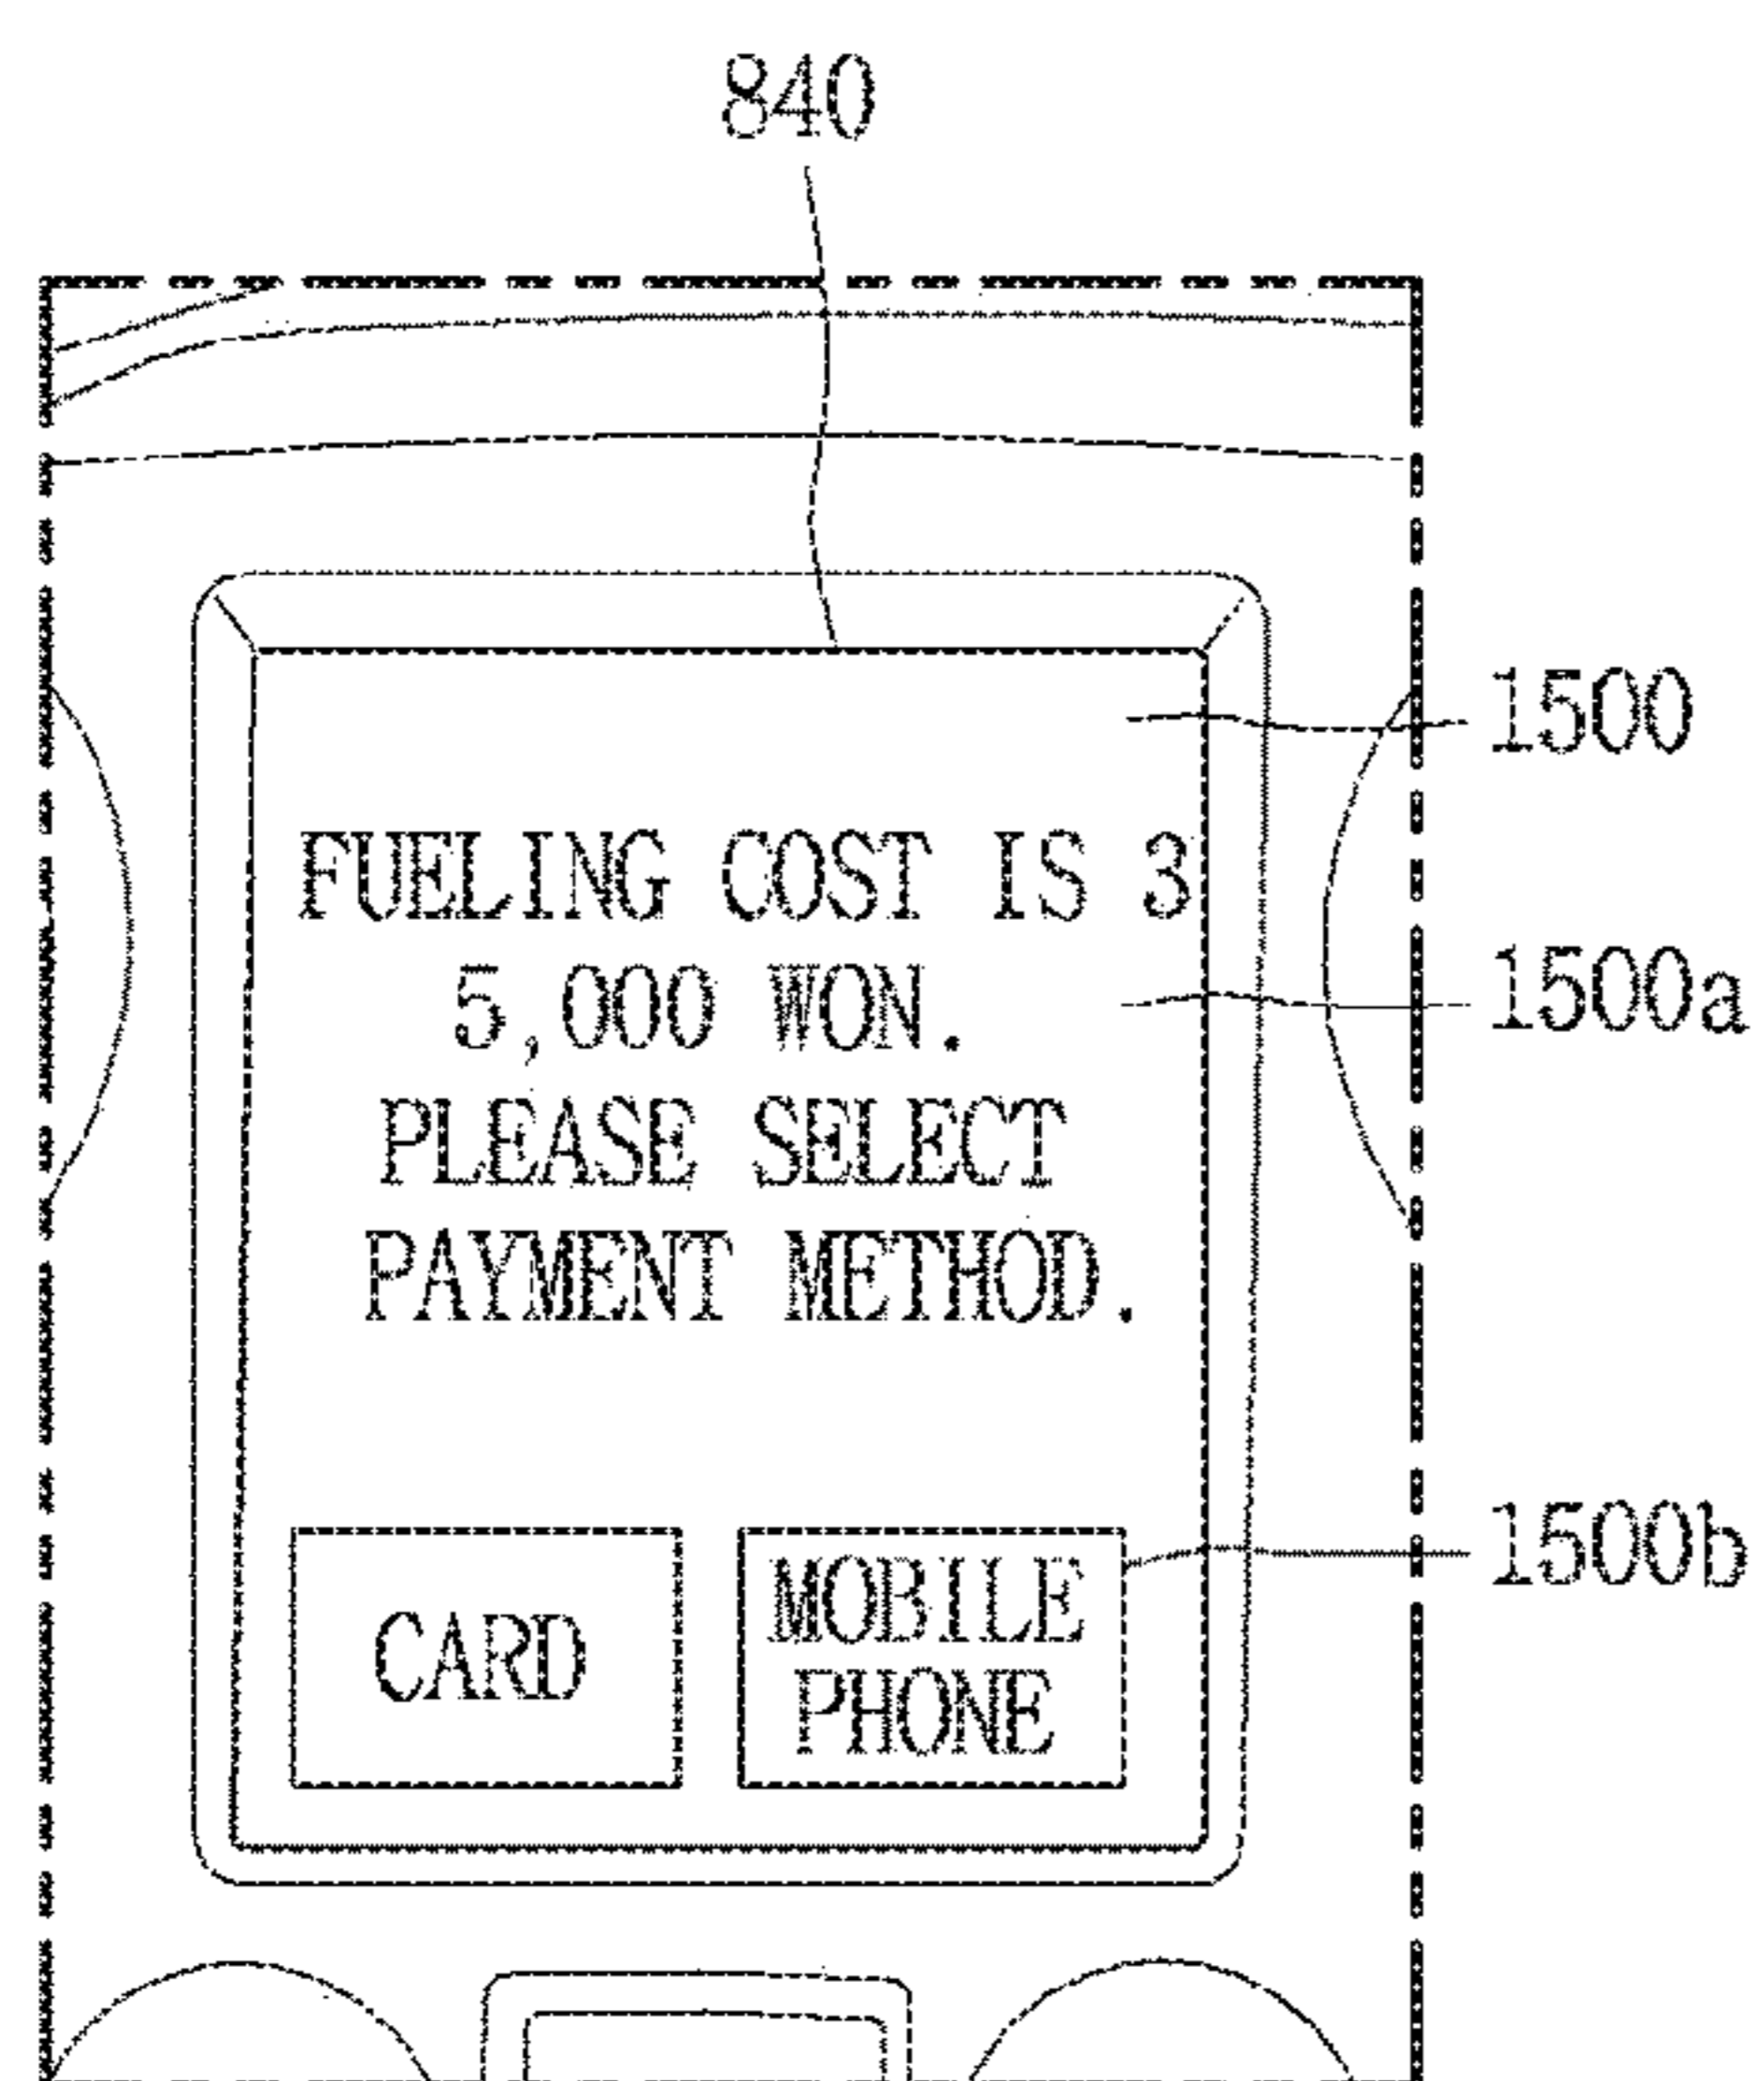 840
1500
FUELING COST IS 3
5,000 WON.
1500a
PLEASE SELECT
PAYMENT METHOD.
1500b
CARD
MOBILE
PHONE